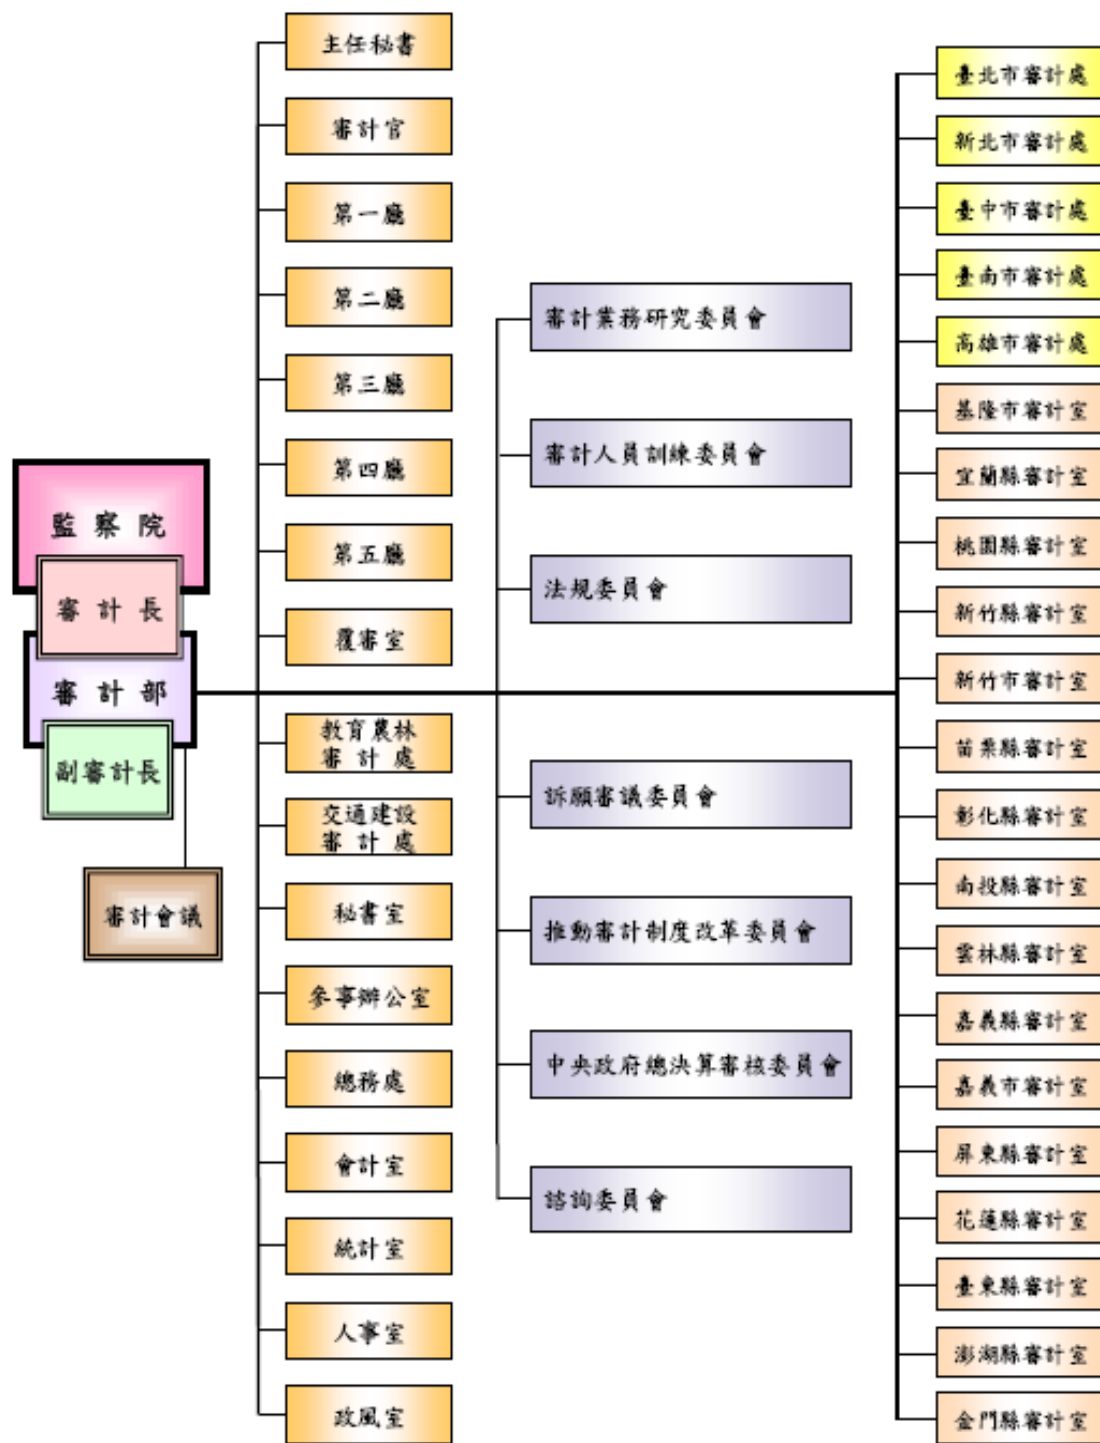 監察院
審計長
審計部
副審計長
審計會議
主任秘書
審計官
第一廳
第二廳
第三廳
第四廳
第五廳
覆審室
教育農林
審計處
交通建設
審計處
秘書室
參事辦公室
總務處
會計室
統計室
人事室
政風室
審計業務研究委員會
審計人員訓練委員會
法規委員會
訴願審議委員會
推動審計制度改革委員會
中央政府總決算審核委員會
諮詢委員會
臺北市審計處
新北市審計處
臺中市審計處
臺南市審計處
高雄市審計處
基隆市審計室
宜蘭縣審計室
桃園縣審計室
新竹縣審計室
新竹市審計室
苗栗縣審計室
彰化縣審計室
南投縣審計室
雲林縣審計室
嘉義縣審計室
嘉義市審計室
屏東縣審計室
花蓮縣審計室
臺東縣審計室
澎湖縣審計室
金門縣審計室